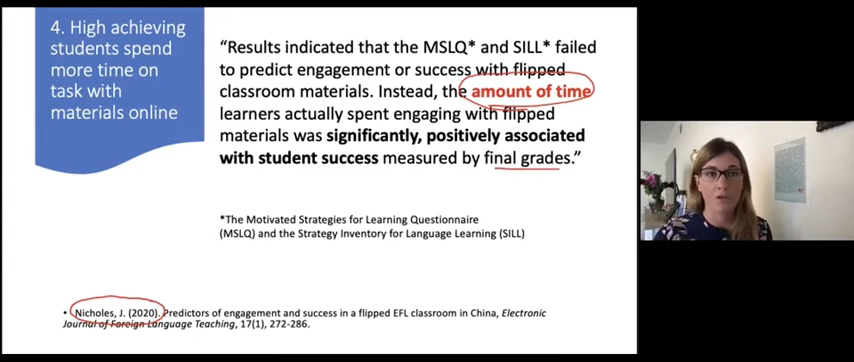 4. High achieving
students spend
more time on
task with
materials online
“Results indicated that the MSLQ* and SILL* failed
to predict engagement or success with flipped
classroom materials. Instead, the amount of time
learners actually spent engaging with flipped
materials was significantly, positively associated
with student success measured by final grades.”
*The Motivated Strategies for Learning Questionnaire
(MSLQ) and the Strategy Inventory for Language Learning (SILL)
• Nicholes, J. (2020). Predictors of engagement and success in a flipped EFL classroom in China, Electronic
Journal of Foreign Language Teaching, 17(1), 272-286.